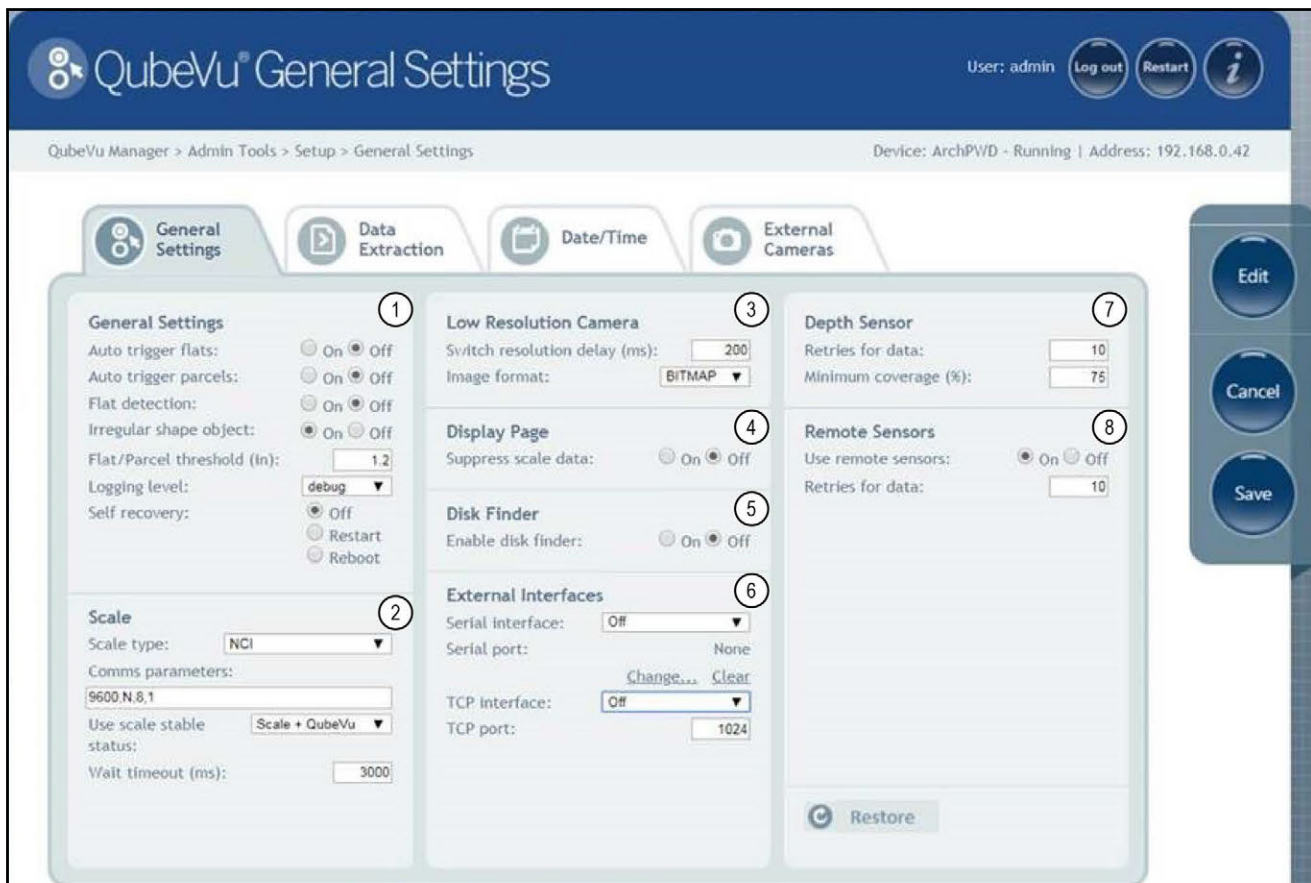 QubeVu® General Settings
User: admin
Log out
Restart
i
QubeVu Manager > Admin Tools > Setup > General Settings
Device: ArchPWD - Running | Address: 192.168.0.42
General Settings
Data Extraction
Date/Time
External Cameras
Edit
Cancel
Save
1
General Settings
Auto trigger flats: On Off
Auto trigger parcels: On Off
Flat detection: On Off
Irregular shape object: On Off
Flat/Parcel threshold (in): 1.2
Logging level: debug
Self recovery: Off
Restart
Reboot
2
Scale
Scale type: NCI
Comms parameters:
9600,N,8,1
Use scale stable status: Scale + QubeVu
Wait timeout (ms): 3000
3
Low Resolution Camera
Switch resolution delay (ms): 200
Image format: BITMAP
4
Display Page
Suppress scale data: On Off
5
Disk Finder
Enable disk finder: On Off
6
External Interfaces
Serial interface: Off
Serial port: None
Change... Clear
TCP Interface: Off
TCP port: 1024
7
Depth Sensor
Retries for data: 10
Minimum coverage (%): 75
8
Remote Sensors
Use remote sensors: On Off
Retries for data: 10
Restore